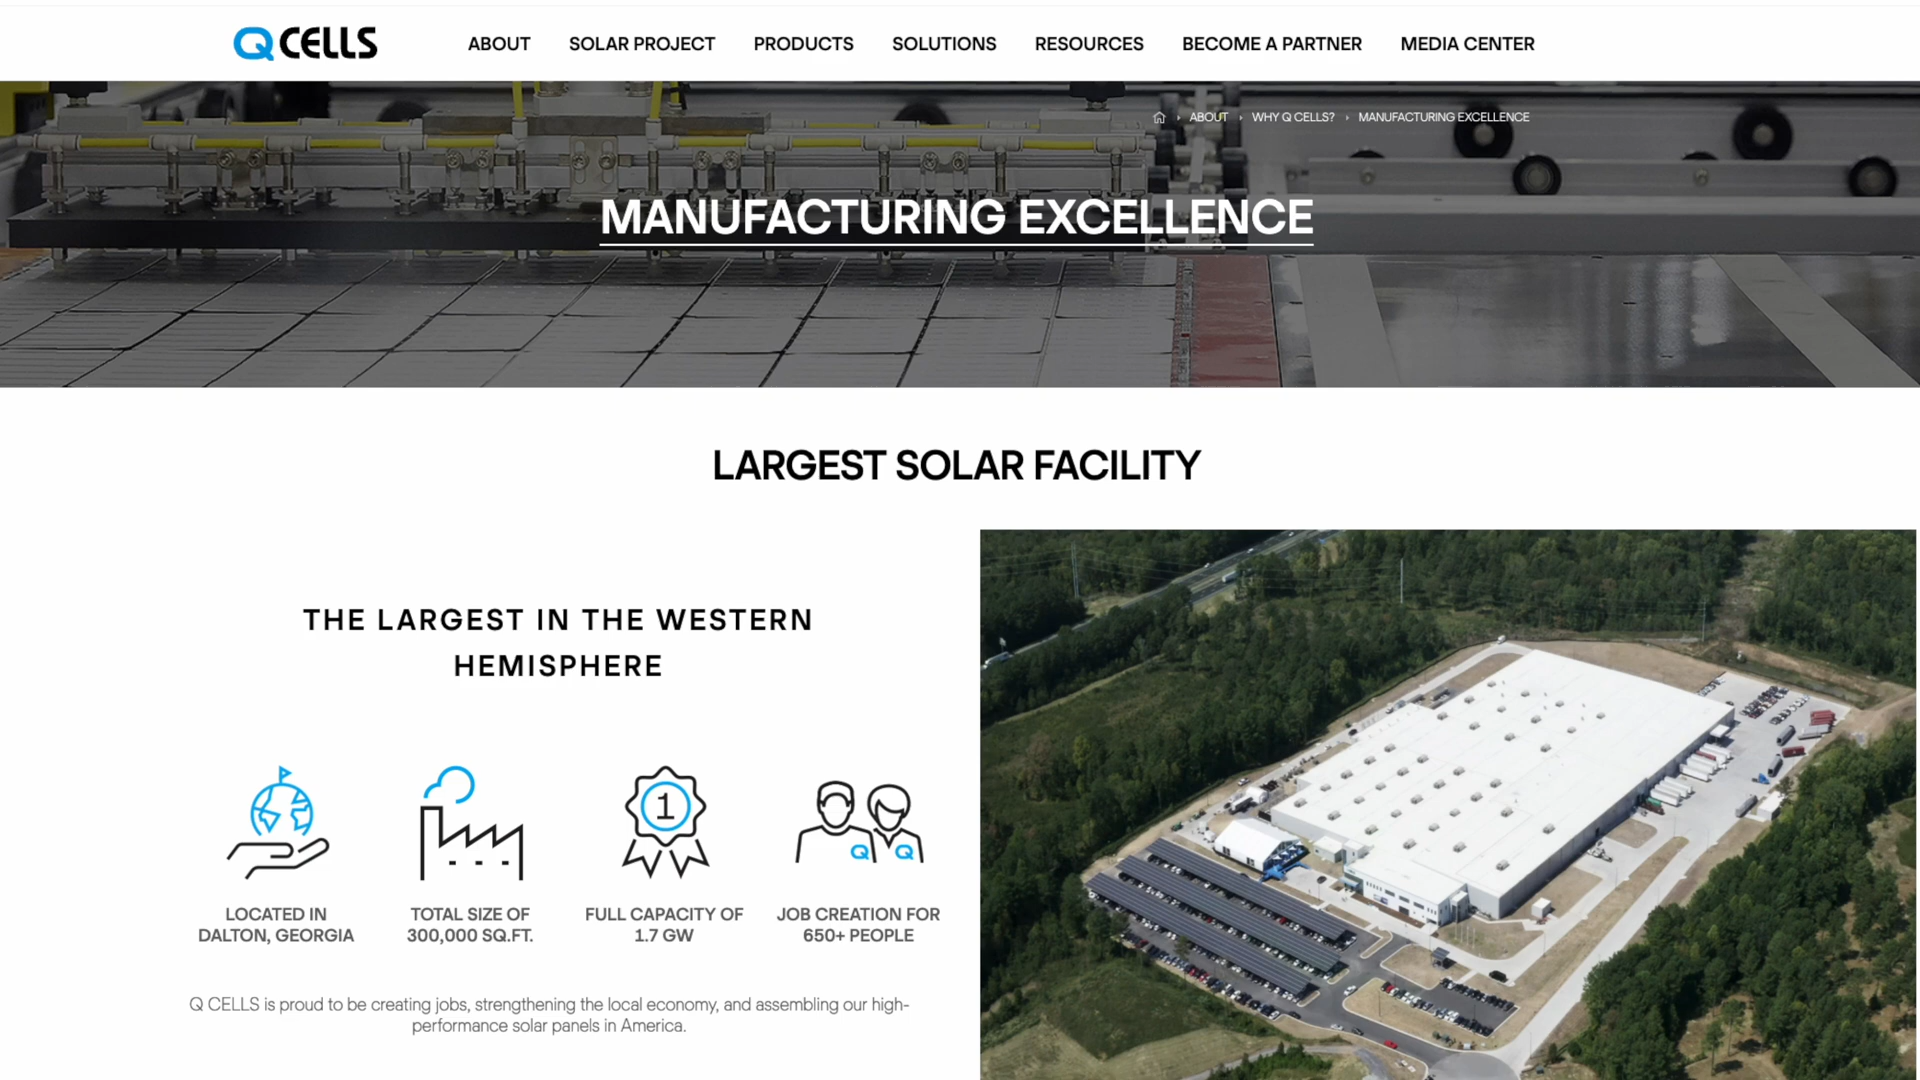 Q CELLS
ABOUT SOLAR PROJECT PRODUCTS SOLUTIONS RESOURCES BECOME A PARTNER MEDIA CENTER
ABOUT › WHY Q CELLS? › MANUFACTURING EXCELLENCE
MANUFACTURING EXCELLENCE
LARGEST SOLAR FACILITY
THE LARGEST IN THE WESTERN
HEMISPHERE
1
Q Q
LOCATED IN
DALTON, GEORGIA
TOTAL SIZE OF
300,000 SQ.FT.
FULL CAPACITY OF
1.7 GW
JOB CREATION FOR
650+ PEOPLE
Q CELLS is proud to be creating jobs, strengthening the local economy, and assembling our high-
performance solar panels in America.